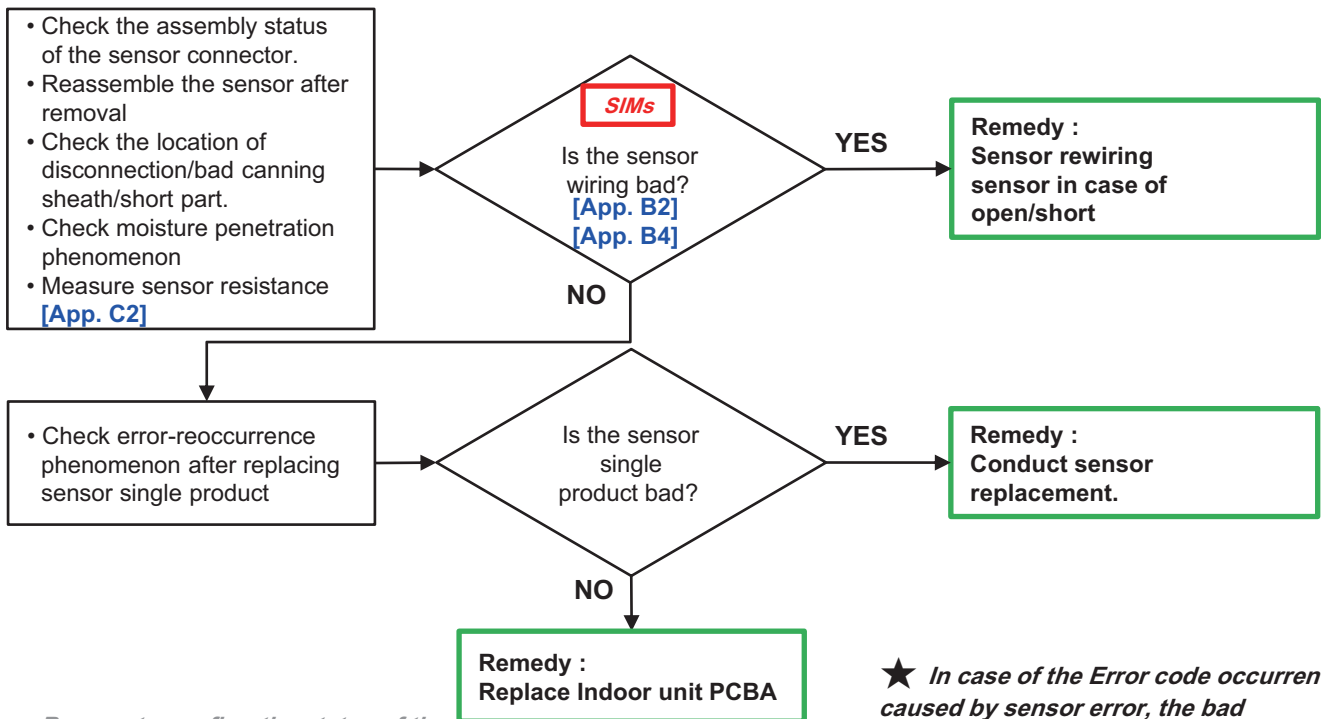 • Check the assembly status
of the sensor connector.
• Reassemble the sensor after
removal
• Check the location of
disconnection/bad canning
sheath/short part.
• Check moisture penetration
phenomenon
• Measure sensor resistance
[App. C2]
SIMs
Is the sensor
wiring bad?
[App. B2]
[App. B4]
YES
Remedy :
Sensor rewiring
sensor in case of
open/short
NO
• Check error-reoccurrence
phenomenon after replacing
sensor single product
Is the sensor
single
product bad?
YES
Remedy :
Conduct sensor
replacement.
NO
Remedy :
Replace Indoor unit PCBA
★ In case of the Error code occurren
caused by sensor error, the bad